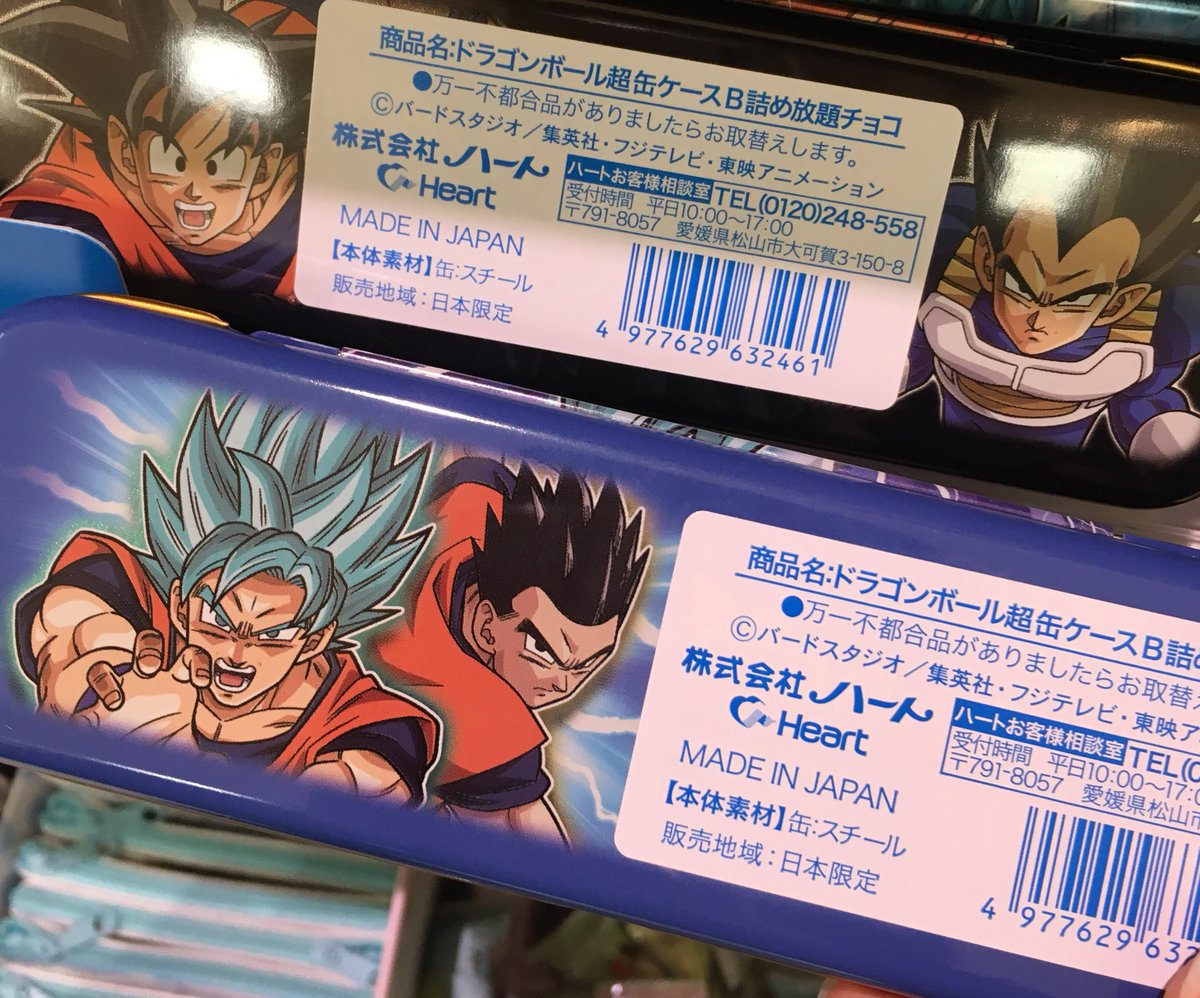 商品名:ドラゴンボール超缶ケースB詰め放題チョコ
●万一不都合品がありましたらお取替えします。
©バードスタジオ／集英社・フジテレビ・東映アニメーション
株式会社ハート
Heart
ハートお客様相談室 TEL(0120)248-558
受付時間 平日10:00〜17:00
〒791-8057 愛媛県松山市大可賀3-150-8
MADE IN JAPAN
【本体素材】缶:スチール
販売地域:日本限定
4 977629 632461
商品名:ドラゴンボール超缶ケースB詰
●万一不都合品がありましたらお取替
©バードスタジオ／集英社・フジテレビ・東映ア
株式会社ハート
Heart
ハートお客様相談室 TEL(0
受付時間 平日10:00〜17:0
〒791-8057 愛媛県松山市
MADE IN JAPAN
【本体素材】缶:スチール
販売地域:日本限定
4 977629 632